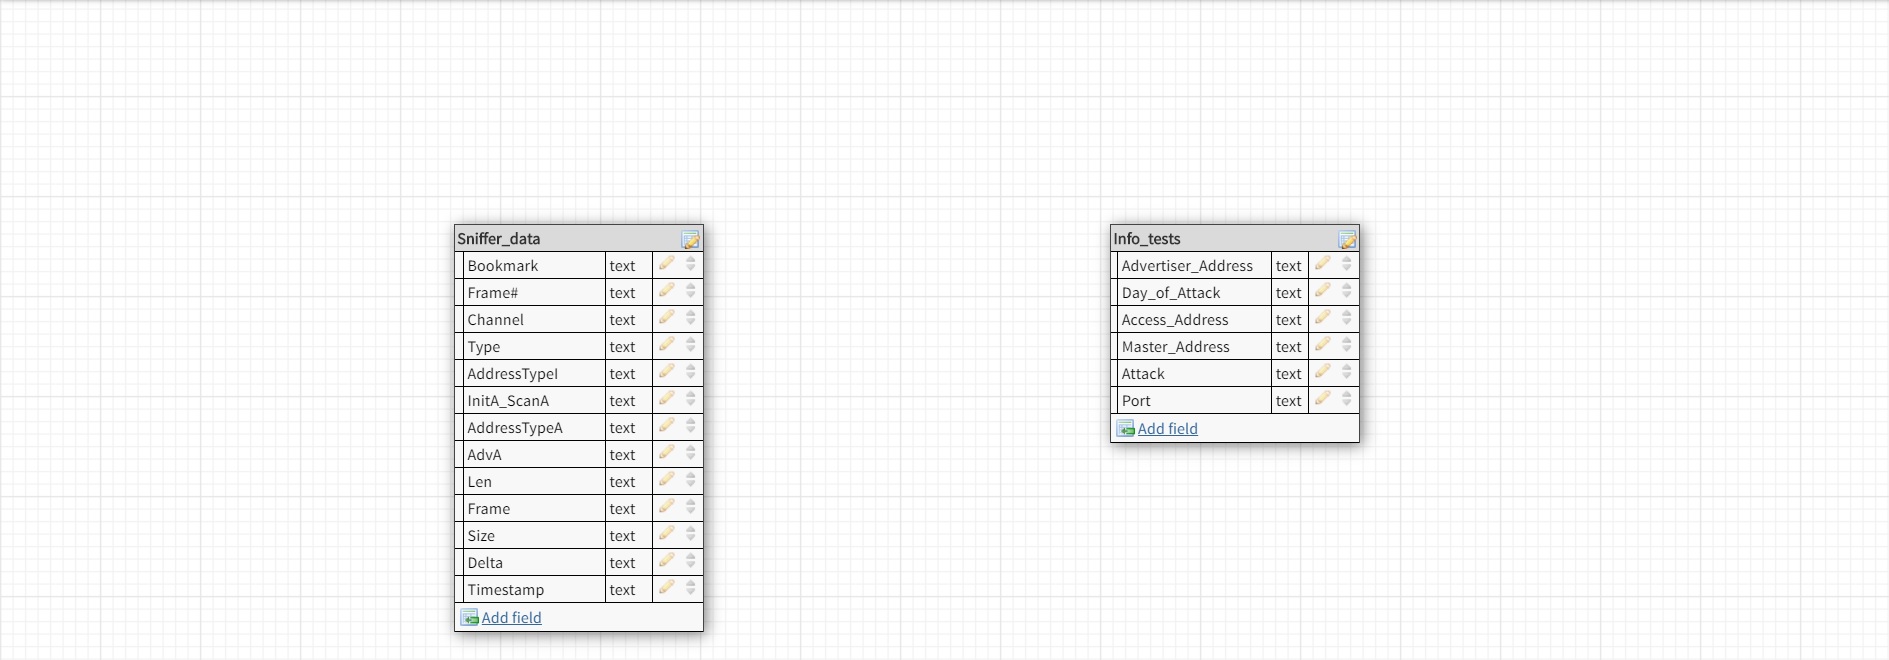 Sniffer_data
Bookmark text
Frame# text
Channel text
Type text
AddressTypeI text
InitA_ScanA text
AddressTypeA text
AdvA text
Len text
Frame text
Size text
Delta text
Timestamp text
Add field
Info_tests
Advertiser_Address text
Day_of_Attack text
Access_Address text
Master_Address text
Attack text
Port text
Add field